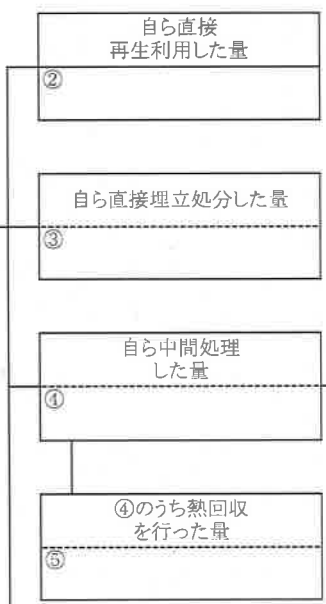 自ら直接
再生利用した量
②
自ら直接埋立処分した量
③
自ら中間処理
した量
④
④のうち熱回収
を行った量
⑤